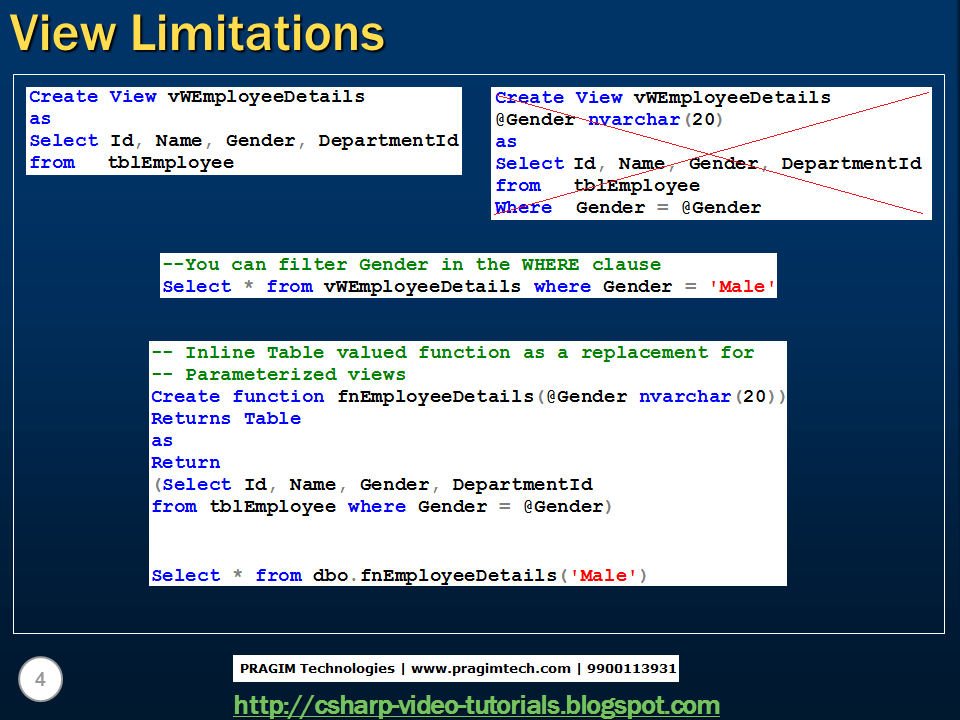 View Limitations
Create View vWEmployeeDetails
as
Select Id, Name, Gender, DepartmentId
from tblEmployee
Create View vWEmployeeDetails
@Gender nvarchar(20)
as
Select Id, Name, Gender, DepartmentId
from tblEmployee
Where Gender = @Gender
--You can filter Gender in the WHERE clause
Select * from vWEmployeeDetails where Gender = 'Male'
-- Inline Table valued function as a replacement for
-- Parameterized views
Create function fnEmployeeDetails(@Gender nvarchar(20))
Returns Table
as
Return
(Select Id, Name, Gender, DepartmentId
from tblEmployee where Gender = @Gender)
Select * from dbo.fnEmployeeDetails('Male')
4
PRAGIM Technologies | www.pragimtech.com | 9900113931
http://csharp-video-tutorials.blogspot.com